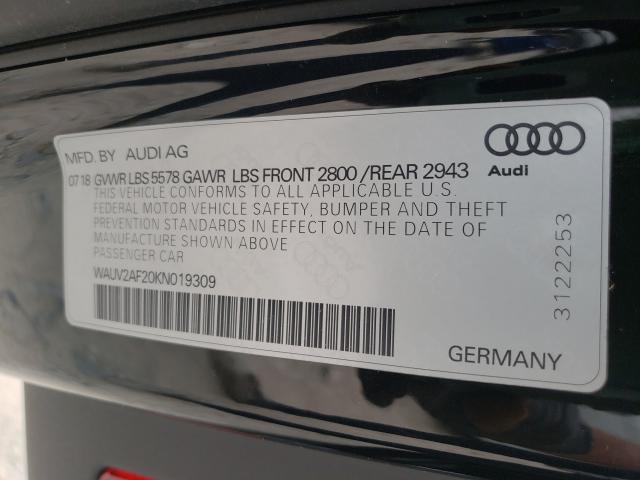 MFD. BY AUDI AG
Audi
07 18 GVWR LBS 5578 GAWR LBS FRONT 2800 / REAR 2943
THIS VEHICLE CONFORMS TO ALL APPLICABLE U.S.
FEDERAL MOTOR VEHICLE SAFETY, BUMPER AND THEFT
PREVENTION STANDARDS IN EFFECT ON THE DATE OF
MANUFACTURE SHOWN ABOVE
PASSENGER CAR
WAUV2AF20KN019309
3122253
GERMANY